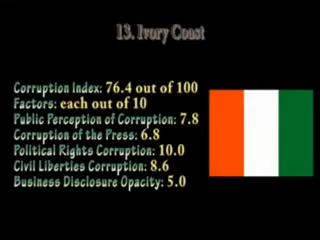 13. Ivory Coast
Corruption Index: 76.4 out of 100
Factors: each out of 10
Public Perception of Corruption: 7.8
Corruption of the Press: 6.8
Political Rights Corruption: 10.0
Civil Liberties Corruption: 8.6
Business Disclosure Opacity: 5.0